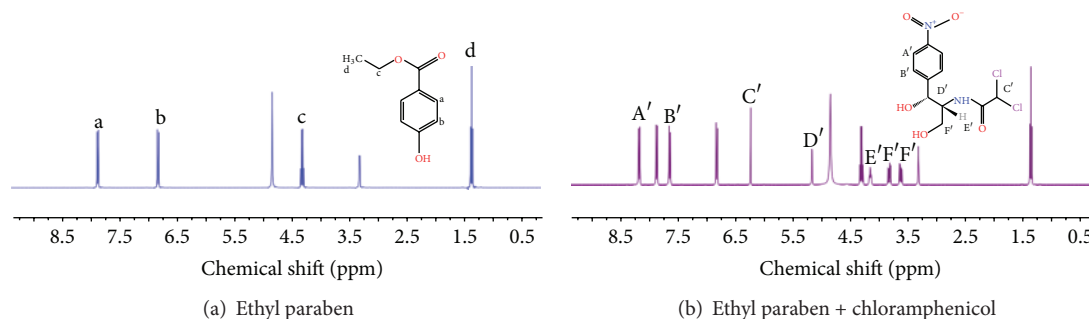 a
b
c
d
H₃C
d
c
O
O
a
b
OH
8.5 7.5 6.5 5.5 4.5 3.5 2.5 1.5 0.5
Chemical shift (ppm)
(a) Ethyl paraben
A′
B′
C′
D′
E′
F′
F′
O
N⁺
O⁻
A′
B′
D′
HO
NH
C′
Cl
Cl
H
O
HO
F′
E′
8.5 7.5 6.5 5.5 4.5 3.5 2.5 1.5 0.5
Chemical shift (ppm)
(b) Ethyl paraben + chloramphenicol